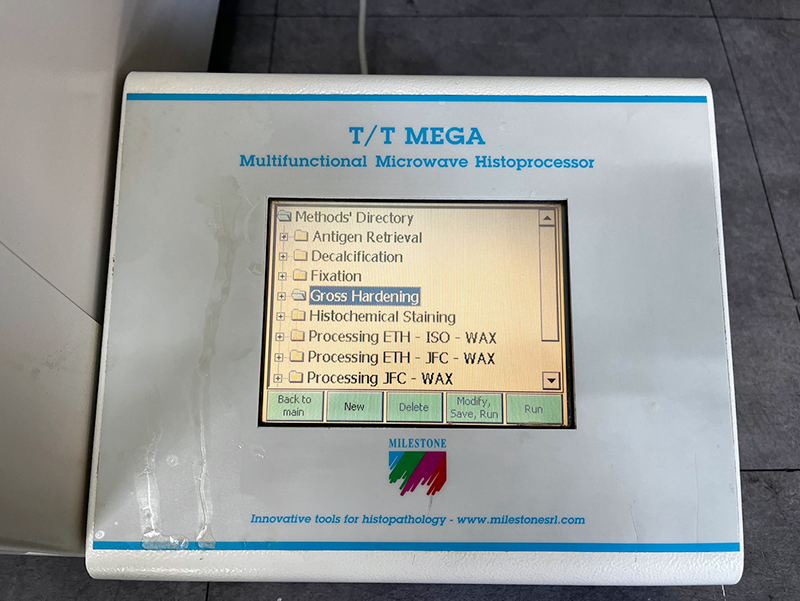 T/T MEGA
Multifunctional Microwave Histoprocessor
Methods' Directory
Antigen Retrieval
Decalcification
Fixation
Gross Hardening
Histochemical Staining
Processing ETH - ISO - WAX
Processing ETH - JFC - WAX
Processing JFC - WAX
Back to main
New
Delete
Modify, Save, Run
Run
MILESTONE
Innovative tools for histopathology - www.milestonesrl.com